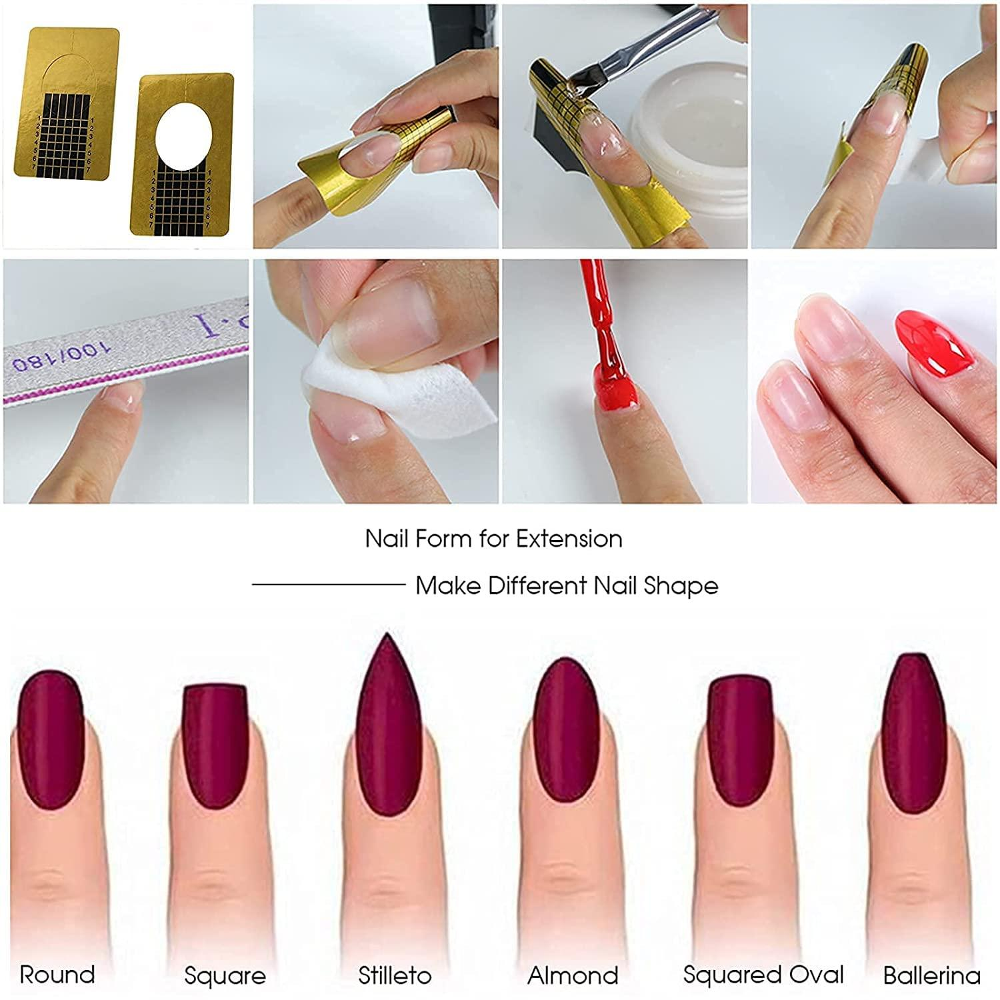 1 1
2 2
3 3
4 4
5 5
6 6
7 7
1 1
2 2
3 3
4 4
5 5
6 6
7 7
100/180
Nail Form for Extension
Make Different Nail Shape
Round
Square
Stilleto
Almond
Squared Oval
Ballerina